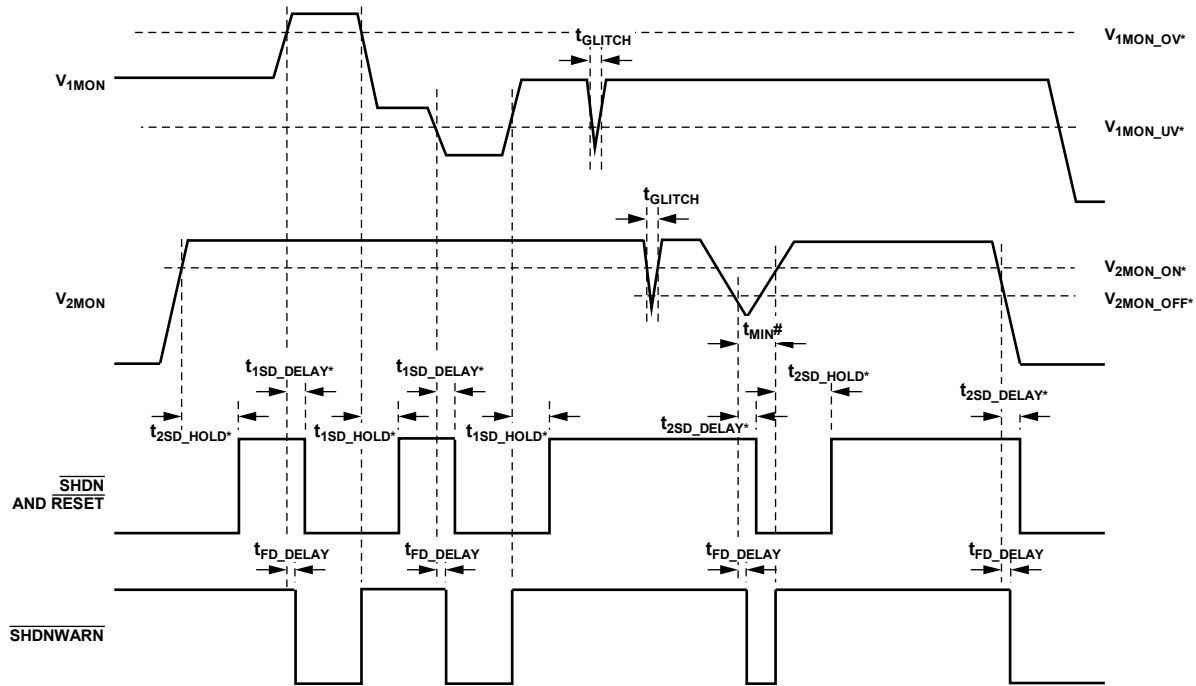 tGLITCH
V1MON_OV*
V1MON
V1MON_UV*
tGLITCH
V2MON_ON*
V2MON
V2MON_OFF*
tMIN#
t1SD_DELAY*
t1SD_DELAY*
t2SD_HOLD*
t2SD_DELAY*
t2SD_HOLD*
t1SD_HOLD*
t1SD_HOLD*
t2SD_DELAY*
SHDN
AND RESET
tFD_DELAY
tFD_DELAY
tFD_DELAY
tFD_DELAY
SHDNWARN